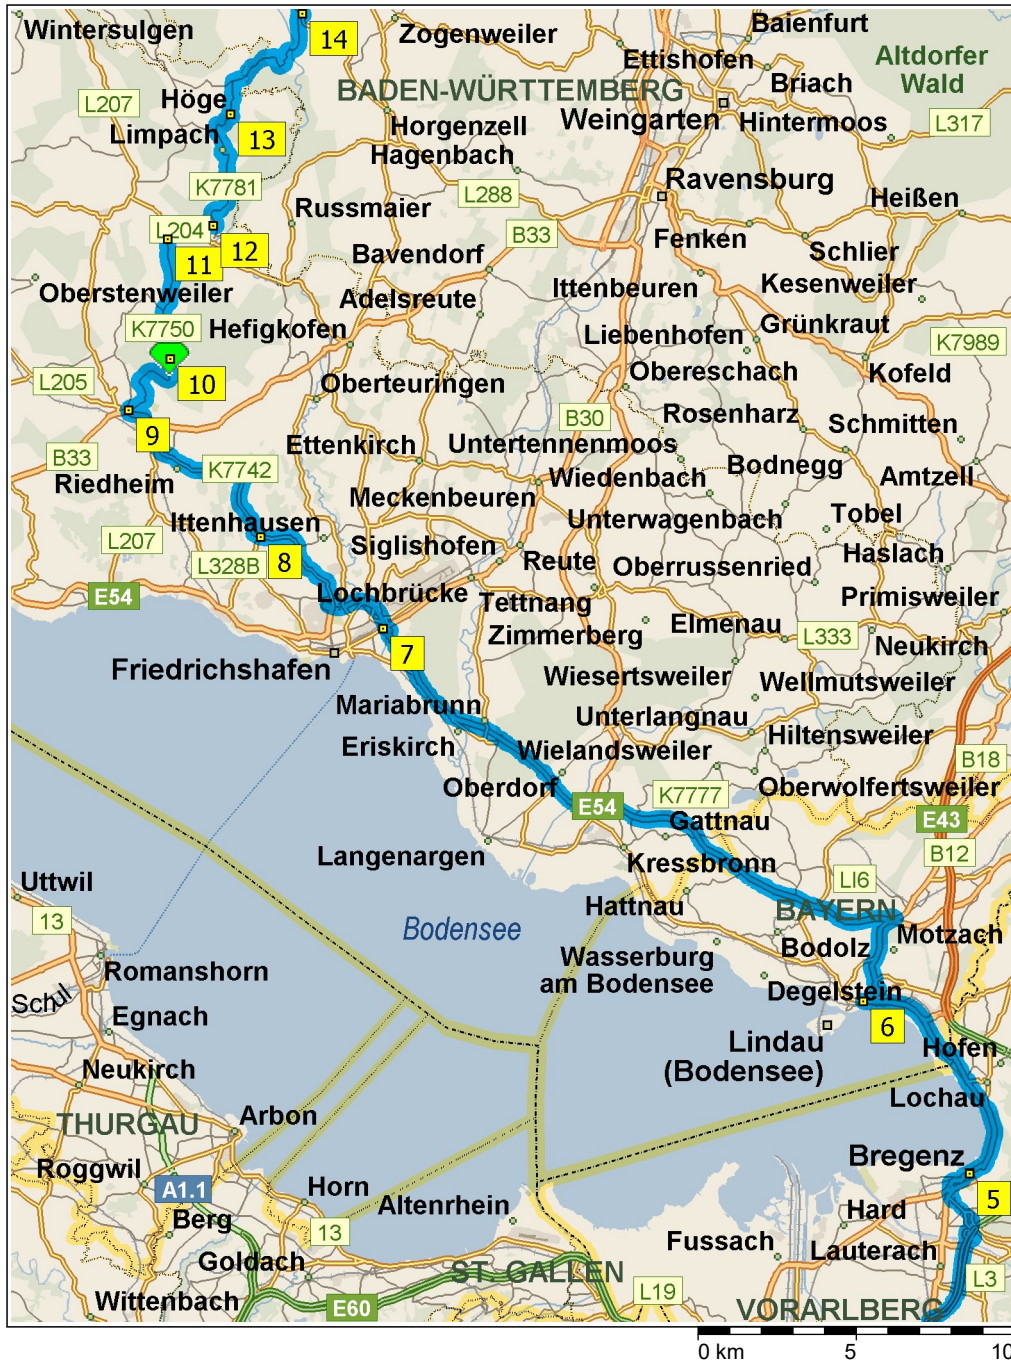 Wintersulgen
14
Zogenweiler
Baienfurt
Ettishofen
Altdorfer
Wald
L207
Höge
BADEN-WÜRTTEMBERG
Briach
Limpach
13
Horgenzell
Weingarten
Hintermoos
L317
Hagenbach
K7781
L288
Ravensburg
Heißen
Russmaier
L204
12
B33
Fenken
Schlier
11
Bavendorf
Ittenbeuren
Kesenweiler
Oberstenweiler
Adelsreute
K7750
Hefigkofen
Liebenhofen
Grünkraut
K7989
L205
10
Oberteuringen
Obereschach
Kofeld
9
B30
Rosenharz
Schmitten
B33
Ettenkirch
Untertennenmoos
K7742
Riedheim
Wiedenbach
Bodnegg
Amtzell
Meckenbeuren
Ittenhausen
Unterwagenbach
Tobel
L207
8
Siglishofen
Reute
Haslach
L328B
Oberrussenried
E54
Lochbrücke
Tettnang
Primisweiler
Zimmerberg
Elmenau
L333
Neukirch
7
Friedrichshafen
Wiesertsweiler
Wellmutsweiler
Mariabrunn
Unterlangnau
Hiltensweiler
Eriskirch
Wielandsweiler
B18
Oberdorf
Oberwolfertsweiler
E54
K7777
Gattnau
E43
Langenargen
Kressbronn
B12
Uttwil
LI6
Hattnau
BAYERN
13
Bodensee
Motzach
Bodolz
Wasserburg
am Bodensee
Romanshorn
Degelstein
Schul
Egnach
6
Lindau
(Bodensee)
Hofen
Neukirch
Lochau
THURGAU
Arbon
Roggwil
Bregenz
A1.1
Horn
5
Altenrhein
Hard
Berg
13
Fussach
Lauterach
Goldach
ST. GALLEN
L3
Wittenbach
E60
L19
VORARLBERG
0 km
5
10